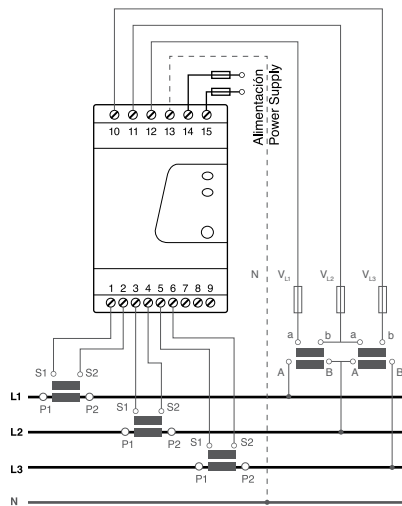 10 11 12 13 14 15
Alimentación
Power Supply
1 2 3 4 5 6 7 8 9
N VL1 VL2 VL3
a b a b
A B A B
S1 S2
L1
P1 P2
S1 S2
L2
P1 P2
S1 S2
L3
P1 P2
N